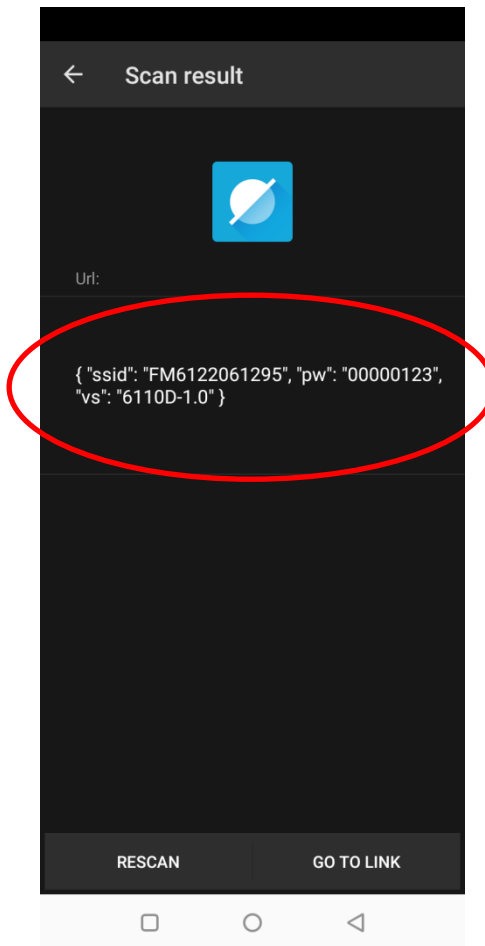 Scan result
Url:
{ "ssid": "FM6122061295", "pw": "00000123",
"vs": "6110D-1.0" }
RESCAN GO TO LINK